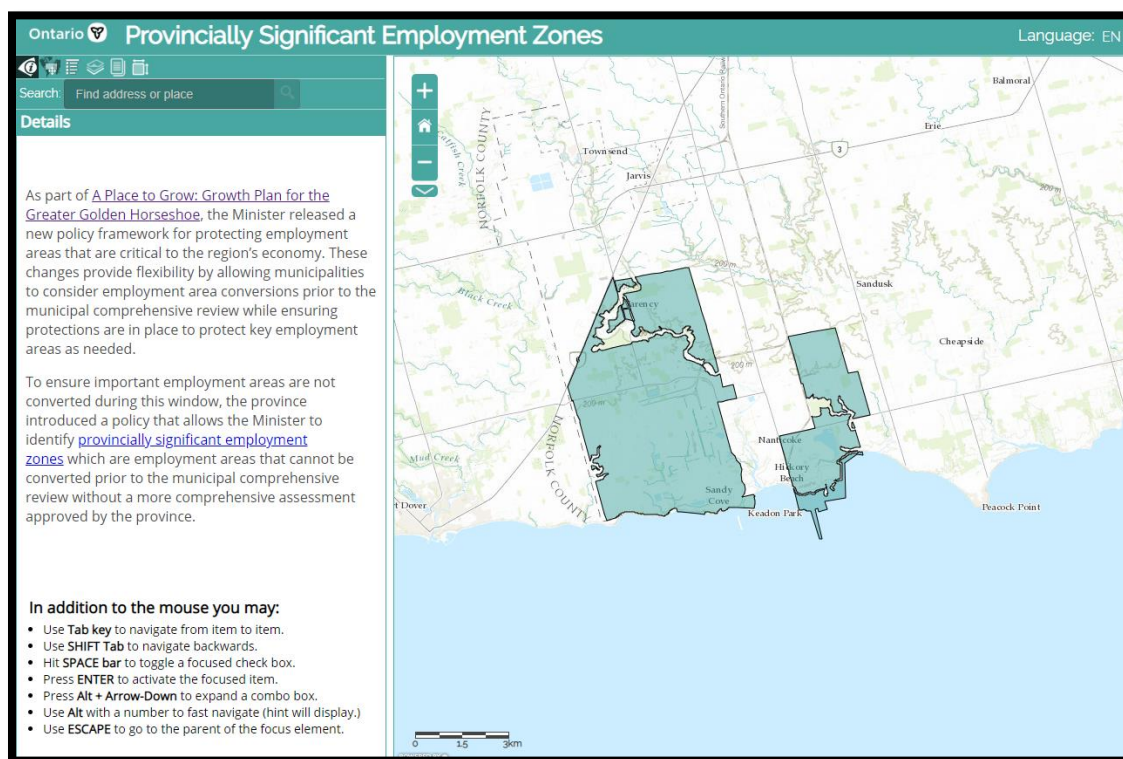 Ontario
Provincially Significant Employment Zones
Language: EN
Search:
Find address or place
Details
As part of A Place to Grow: Growth Plan for the
Greater Golden Horseshoe, the Minister released a
new policy framework for protecting employment
areas that are critical to the region's economy. These
changes provide flexibility by allowing municipalities
to consider employment area conversions prior to the
municipal comprehensive review while ensuring
protections are in place to protect key employment
areas as needed.
To ensure important employment areas are not
converted during this window, the province
introduced a policy that allows the Minister to
identify provincially significant employment
zones which are employment areas that cannot be
converted prior to the municipal comprehensive
review without a more comprehensive assessment
approved by the province.
In addition to the mouse you may:
• Use Tab key to navigate from item to item.
• Use SHIFT Tab to navigate backwards.
• Hit SPACE bar to toggle a focused check box.
• Press ENTER to activate the focused item.
• Press Alt + Arrow-Down to expand a combo box.
• Use Alt with a number to fast navigate (hint will display.)
• Use ESCAPE to go to the parent of the focus element.
Balmoral
Erie
3
Townsend
Jarvis
NORFOLK COUNTY
200 m
Sandusk
Black Creek
Cheapside
200 m
200 m
NORFOLK COUNTY
Nanticoke
Mud Creek
Hickory
Beach
Sandy
Cove
Keadon Park
Peacock Point
t Dover
0 1.5 3km